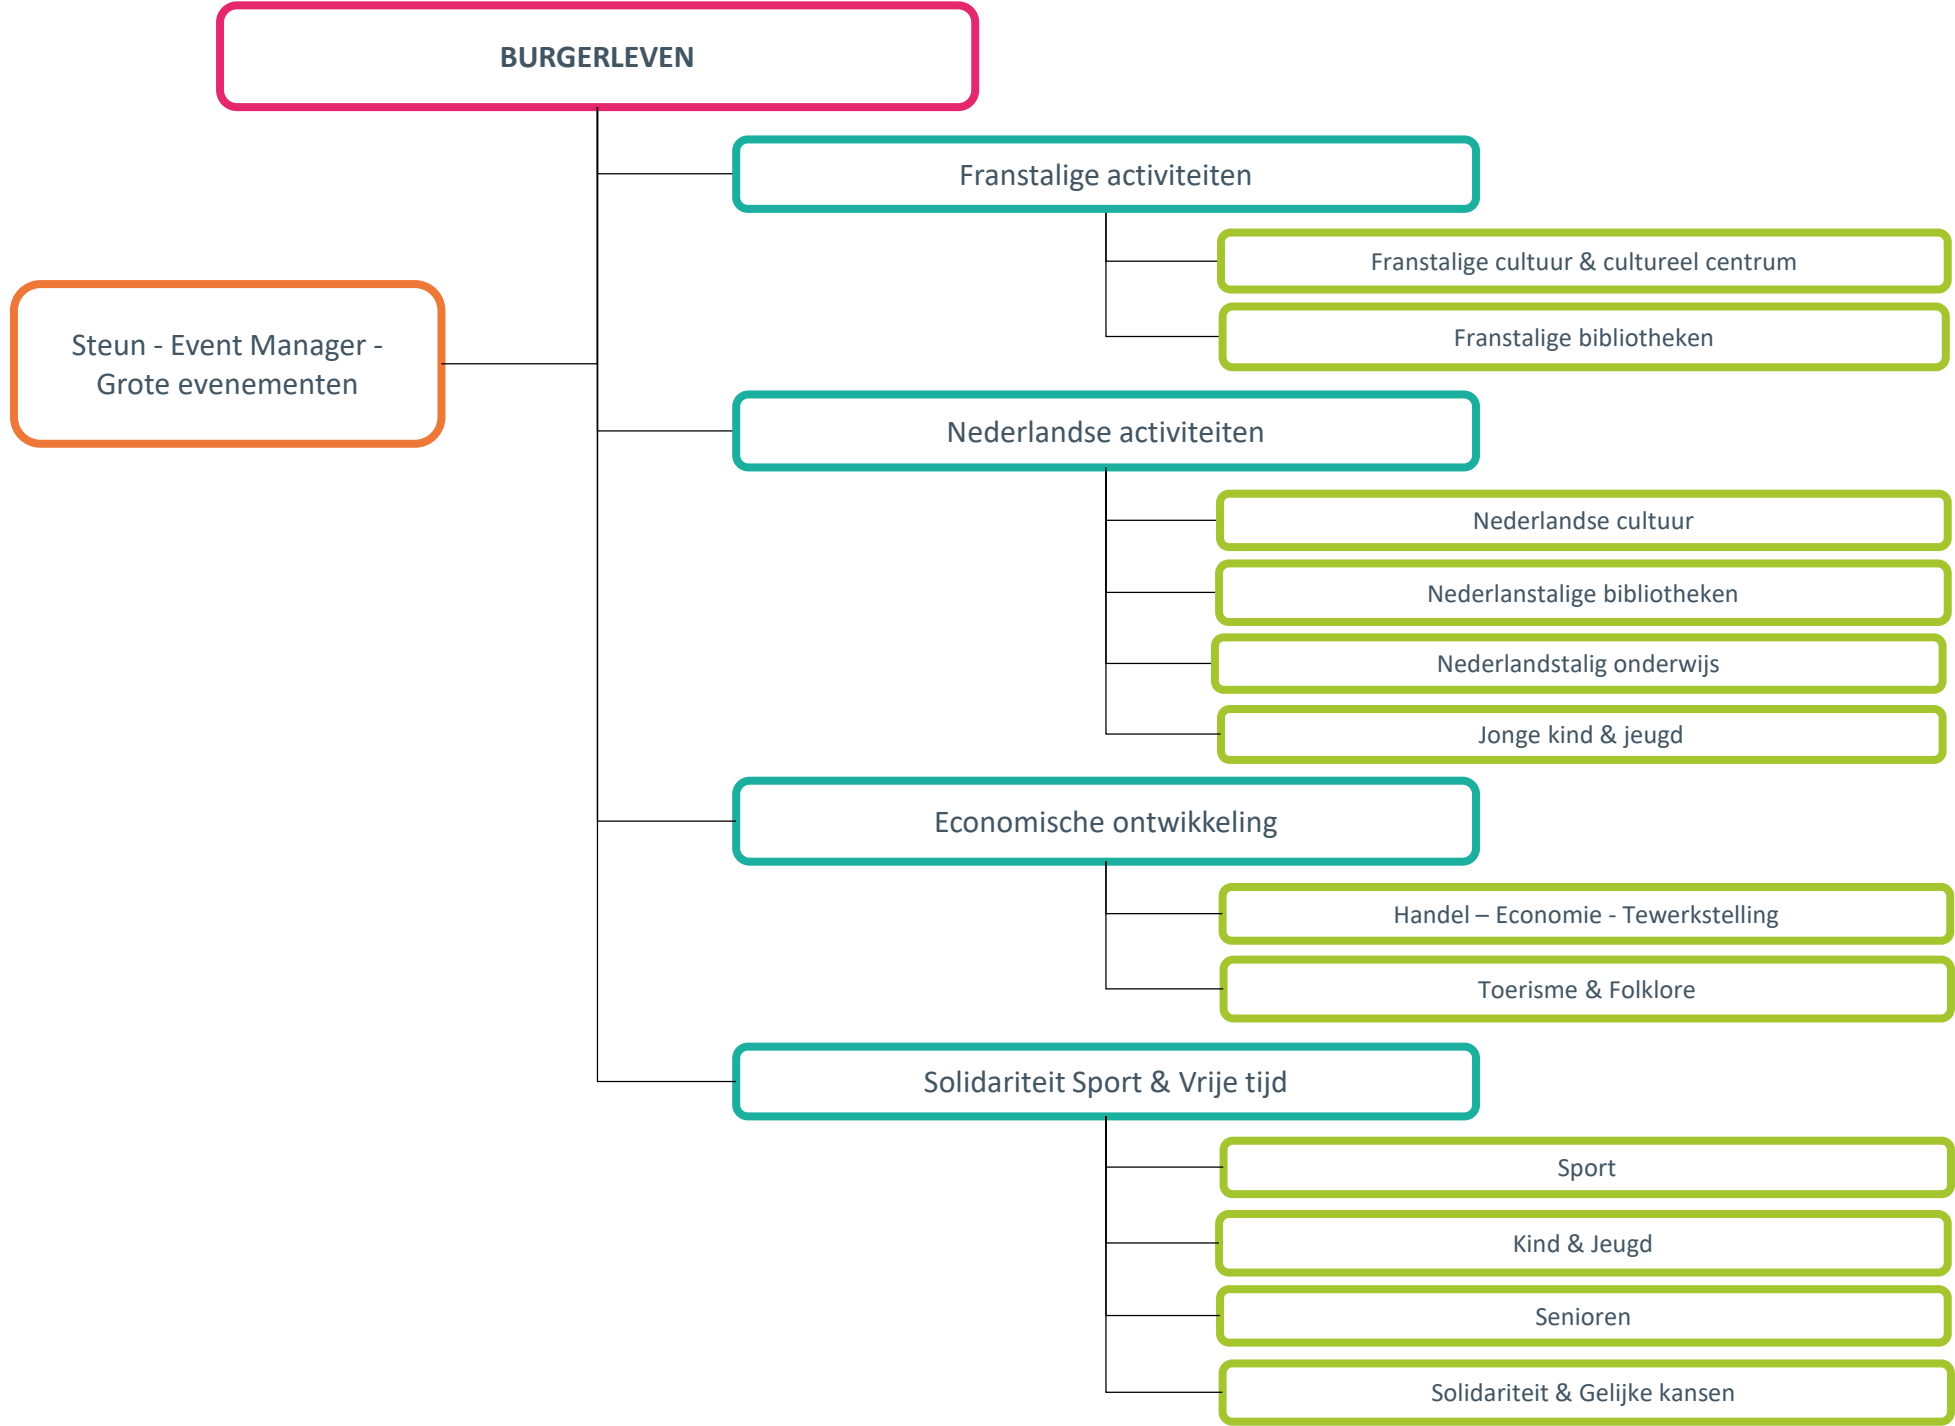 BURGERLEVEN
Franstalige activiteiten
Franstalige cultuur & cultureel centrum
Franstalige bibliotheken
Steun - Event Manager -
Grote evenementen
Nederlandse activiteiten
Nederlandse cultuur
Nederlanstalige bibliotheken
Nederlandstalig onderwijs
Jonge kind & jeugd
Economische ontwikkeling
Handel – Economie - Tewerkstelling
Toerisme & Folklore
Solidariteit Sport & Vrije tijd
Sport
Kind & Jeugd
Senioren
Solidariteit & Gelijke kansen